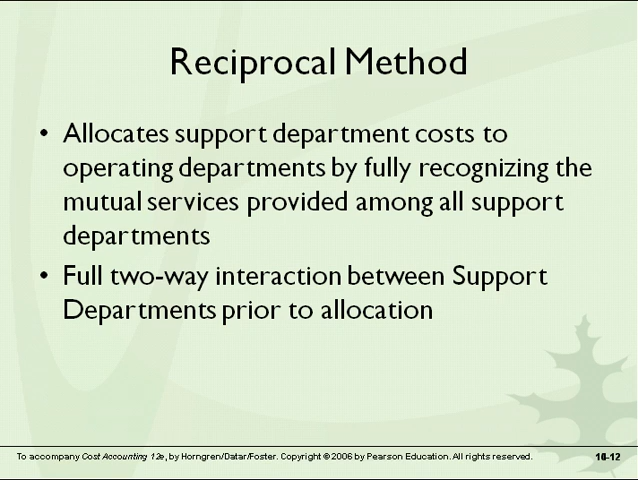 Reciprocal Method
• Allocates support department costs to
operating departments by fully recognizing the
mutual services provided among all support
departments
• Full two-way interaction between Support
Departments prior to allocation
To accompany Cost Accounting 12e, by Horngren/Datar/Foster. Copyright © 2006 by Pearson Education. All rights reserved.